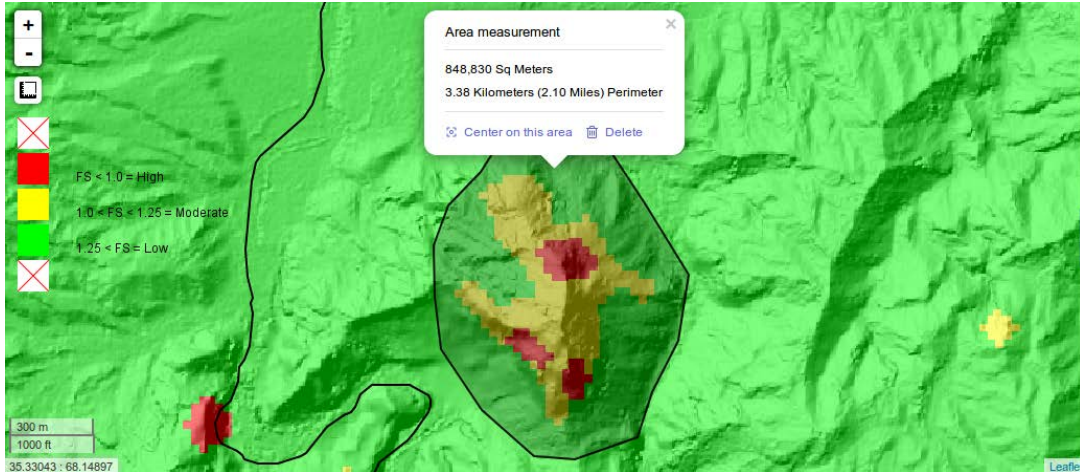 +
-
Area measurement
×
848,830 Sq Meters
3.38 Kilometers (2.10 Miles) Perimeter
Center on this area Delete
FS < 1.0 = High
1.0 < FS < 1.25 = Moderate
1.25 < FS = Low
300 m
1000 ft
35.33043 : 68.14897
Leafle